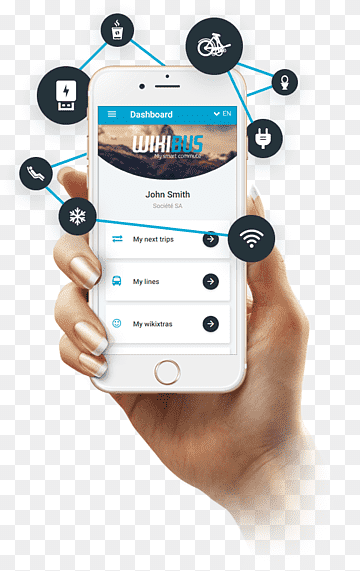 Dashboard
EN
WIKIBUS
My smart commute
John Smith
Société SA
My next trips
My lines
My wikixtras